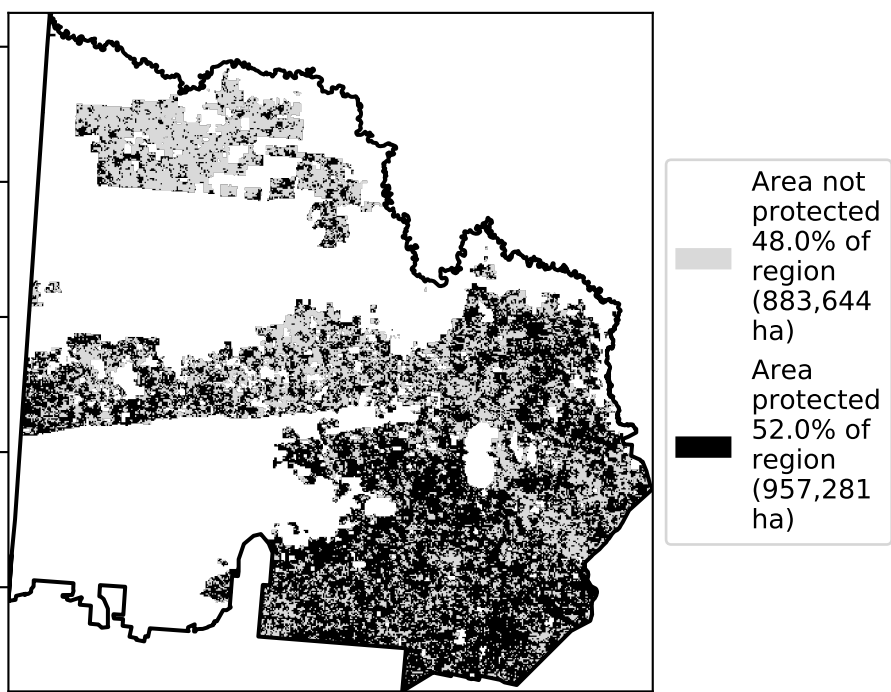 Area not
protected
48.0% of
region
(883,644
ha)
Area
protected
52.0% of
region
(957,281
ha)